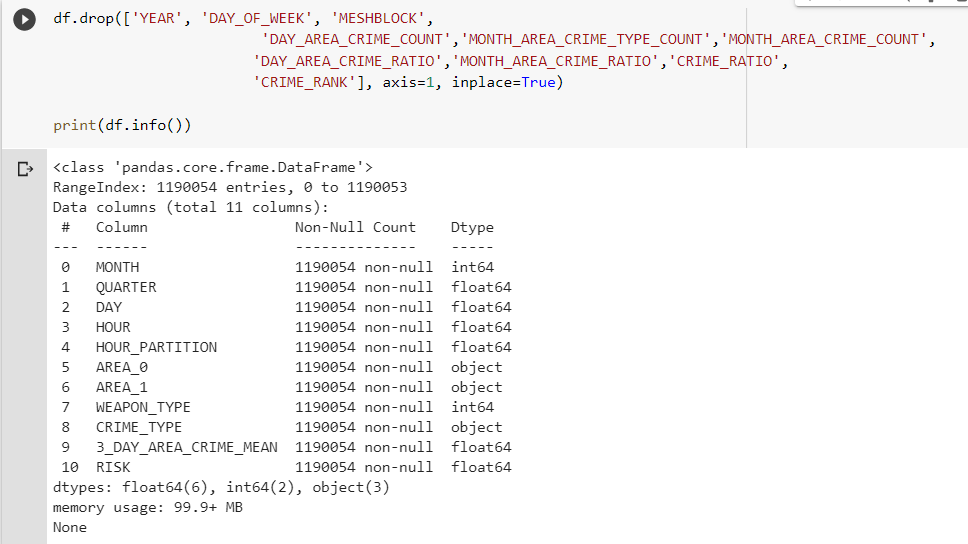 df.drop(['YEAR', 'DAY_OF_WEEK', 'MESHBLOCK',
'DAY_AREA_CRIME_COUNT','MONTH_AREA_CRIME_TYPE_COUNT','MONTH_AREA_CRIME_COUNT',
'DAY_AREA_CRIME_RATIO','MONTH_AREA_CRIME_RATIO','CRIME_RATIO',
'CRIME_RANK'], axis=1, inplace=True)
print(df.info())
<class 'pandas.core.frame.DataFrame'>
RangeIndex: 1190054 entries, 0 to 1190053
Data columns (total 11 columns):
 #   Column                 Non-Null Count    Dtype
---  ------                 --------------    -----
 0   MONTH                  1190054 non-null  int64
 1   QUARTER                1190054 non-null  float64
 2   DAY                    1190054 non-null  float64
 3   HOUR                   1190054 non-null  float64
 4   HOUR_PARTITION         1190054 non-null  float64
 5   AREA_0                 1190054 non-null  object
 6   AREA_1                 1190054 non-null  object
 7   WEAPON_TYPE            1190054 non-null  int64
 8   CRIME_TYPE             1190054 non-null  object
 9   3_DAY_AREA_CRIME_MEAN  1190054 non-null  float64
 10  RISK                   1190054 non-null  float64
dtypes: float64(6), int64(2), object(3)
memory usage: 99.9+ MB
None